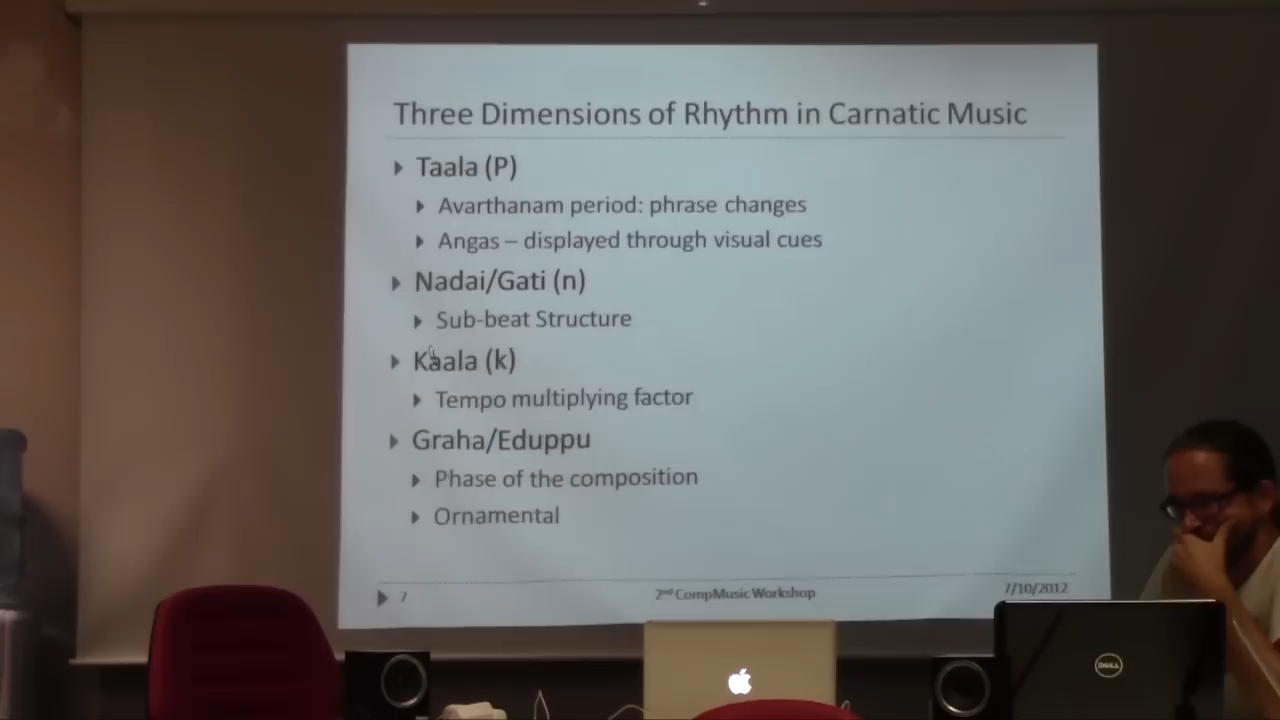 Three Dimensions of Rhythm in Carnatic Music
Taala (P)
Avarthanam period: phrase changes
Angas – displayed through visual cues
Nadai/Gati (n)
Sub-beat Structure
Kaala (k)
Tempo multiplying factor
Graha/Eduppu
Phase of the composition
Ornamental
7
2nd CompMusic Workshop
7/10/2012
DELL